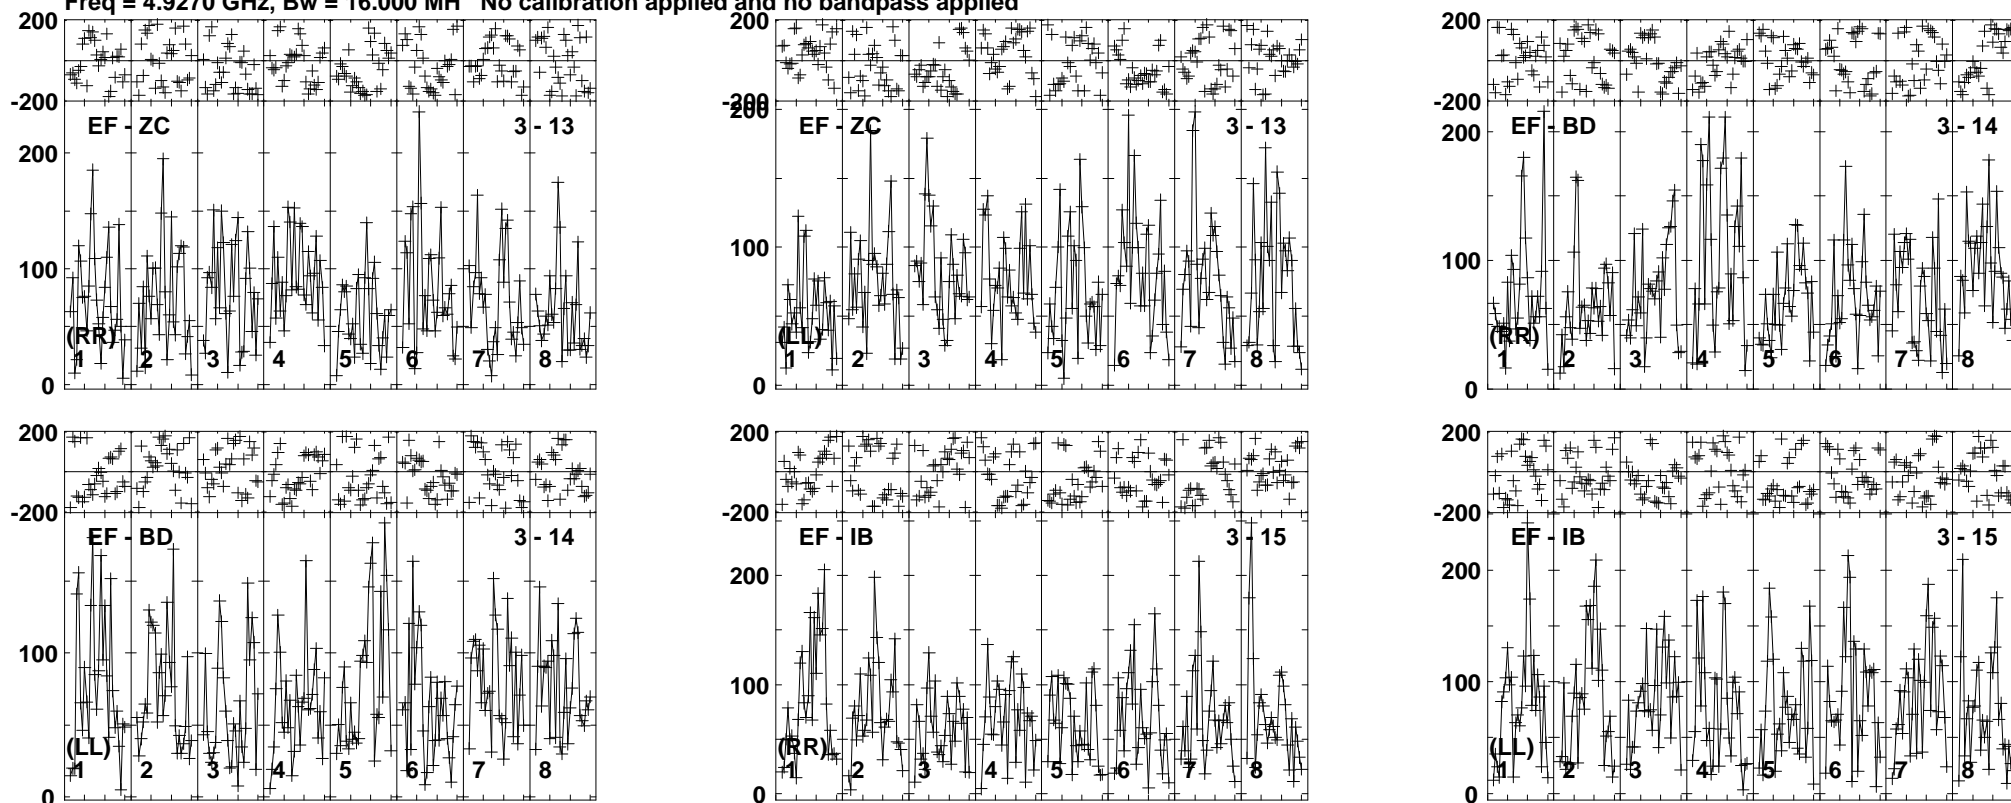 Freq = 4.9270 GHz, Bw = 16.000 MH No calibration applied and no bandpass applied
200
-200
EF - ZC 3 - 13
200
100
0
(RR)
1 2 3 4 5 6 7 8
200
-200
200
EF - ZC 3 - 13
100
0
(LL)
1 2 3 4 5 6 7 8
200
-200
EF - BD 3 - 14
200
100
0
(RR)
1 2 3 4 5 6 7 8
200
-200
EF - BD 3 - 14
100
0
(LL)
1 2 3 4 5 6 7 8
200
-200
EF - IB 3 - 15
200
100
0
(RR)
1 2 3 4 5 6 7 8
200
-200
EF - IB 3 - 15
200
100
0
(LL)
1 2 3 4 5 6 7 8